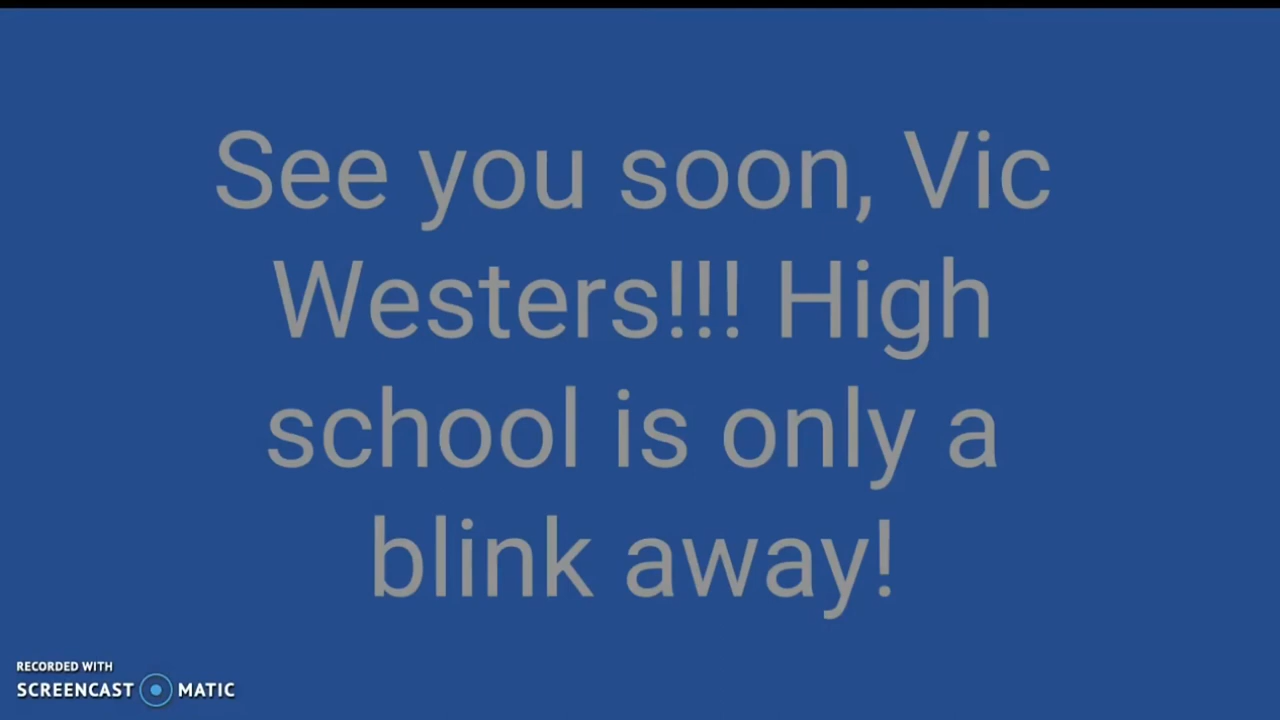 See you soon, Vic
Westers!!! High
school is only a
blink away!
RECORDED WITH
SCREENCAST MATIC